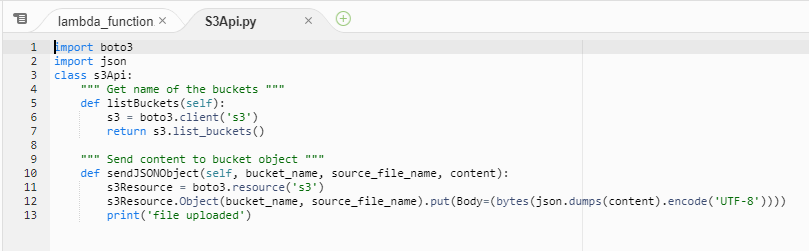 lambda_function × S3Api.py ×
1 import boto3
2 import json
3 class s3Api:
4     """ Get name of the buckets """
5     def listBuckets(self):
6         s3 = boto3.client('s3')
7         return s3.list_buckets()
8
9     """ Send content to bucket object """
10     def sendJSONObject(self, bucket_name, source_file_name, content):
11         s3Resource = boto3.resource('s3')
12         s3Resource.Object(bucket_name, source_file_name).put(Body=(bytes(json.dumps(content).encode('UTF-8'))))
13         print('file uploaded')